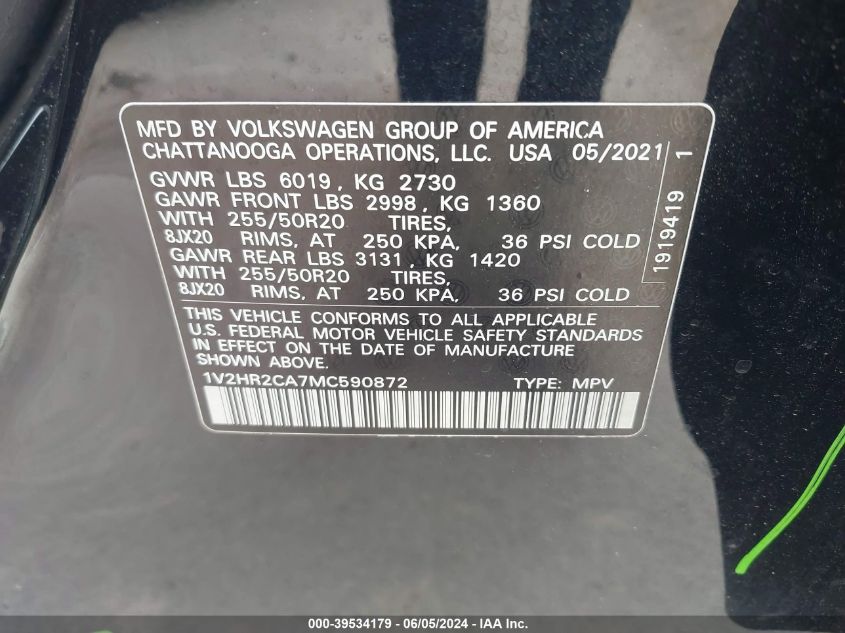 MFD BY VOLKSWAGEN GROUP OF AMERICA
CHATTANOOGA OPERATIONS, LLC. USA 05/2021
GVWR LBS 6019, KG 2730
GAWR FRONT LBS 2998, KG 1360
WITH 255/50R20 TIRES,
8JX20 RIMS, AT 250 KPA, 36 PSI COLD
GAWR REAR LBS 3131, KG 1420
WITH 255/50R20 TIRES,
8JX20 RIMS, AT 250 KPA, 36 PSI COLD
THIS VEHICLE CONFORMS TO ALL APPLICABLE
U.S. FEDERAL MOTOR VEHICLE SAFETY STANDARDS
IN EFFECT ON THE DATE OF MANUFACTURE
SHOWN ABOVE.
1V2HR2CA7MC590872 TYPE: MPV
1919419 1
000-39534179 - 06/05/2024 - IAA Inc.